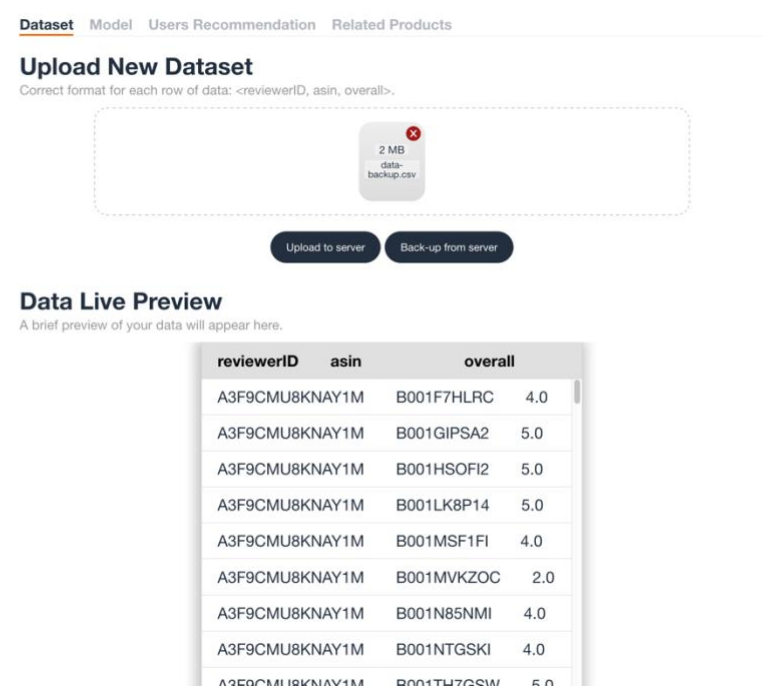 Dataset Model Users Recommendation Related Products
Upload New Dataset
Correct format for each row of data: <reviewerID, asin, overall>.
2 MB
data-
backup.csv
Upload to server Back-up from server
Data Live Preview
A brief preview of your data will appear here.
reviewerID asin overall
A3F9CMU8KNAY1M B001F7HLRC 4.0
A3F9CMU8KNAY1M B001GIPSA2 5.0
A3F9CMU8KNAY1M B001HSOFI2 5.0
A3F9CMU8KNAY1M B001LK8P14 5.0
A3F9CMU8KNAY1M B001MSF1FI 4.0
A3F9CMU8KNAY1M B001MVKZOC 2.0
A3F9CMU8KNAY1M B001N85NMI 4.0
A3F9CMU8KNAY1M B001NTGSKI 4.0
A3F9CMU8KNAY1M B001TH7GSW 5.0